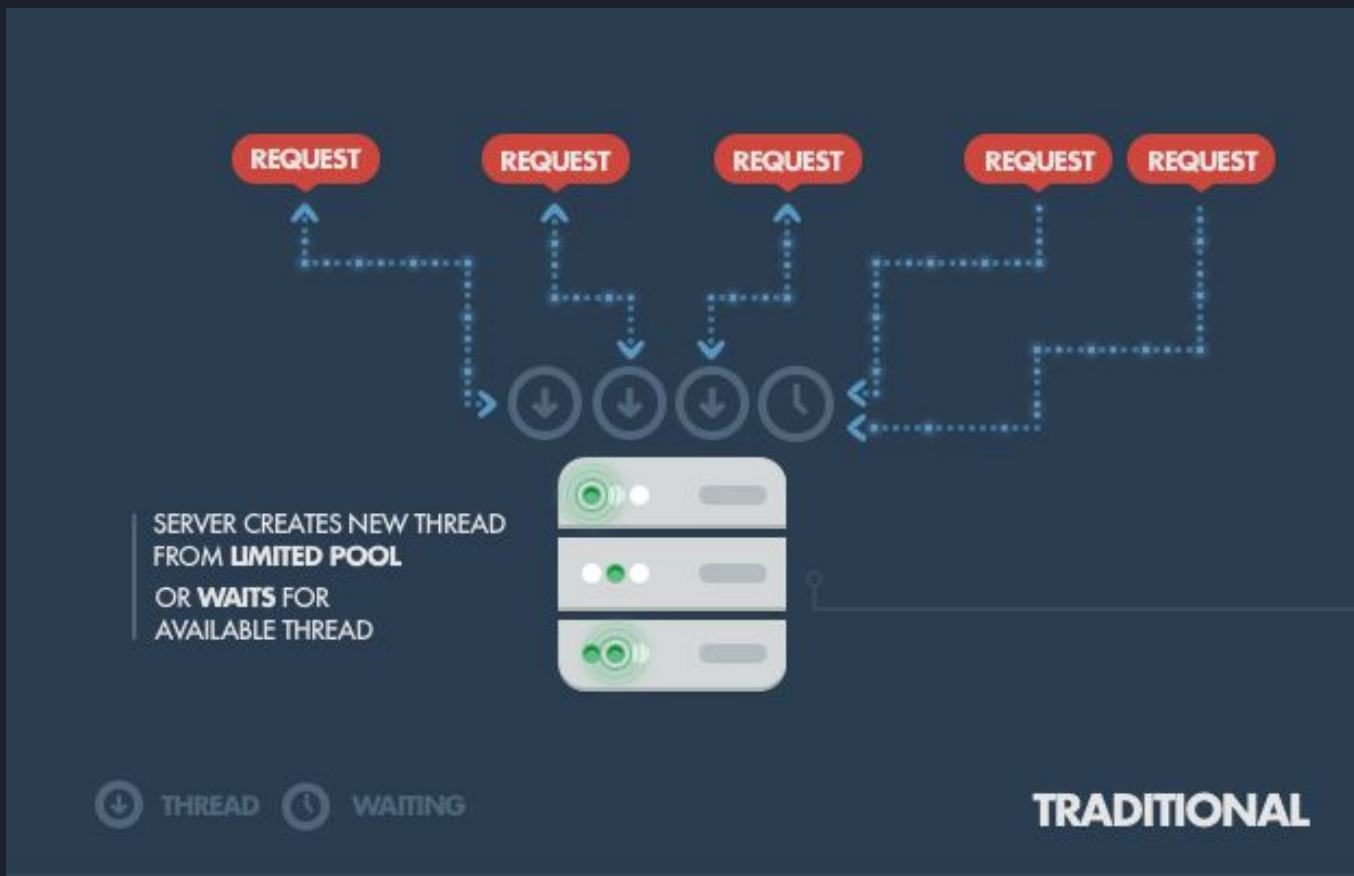 REQUEST
REQUEST
REQUEST
REQUEST
REQUEST
SERVER CREATES NEW THREAD
FROM LIMITED POOL
OR WAITS FOR
AVAILABLE THREAD
THREAD
WAITING
TRADITIONAL